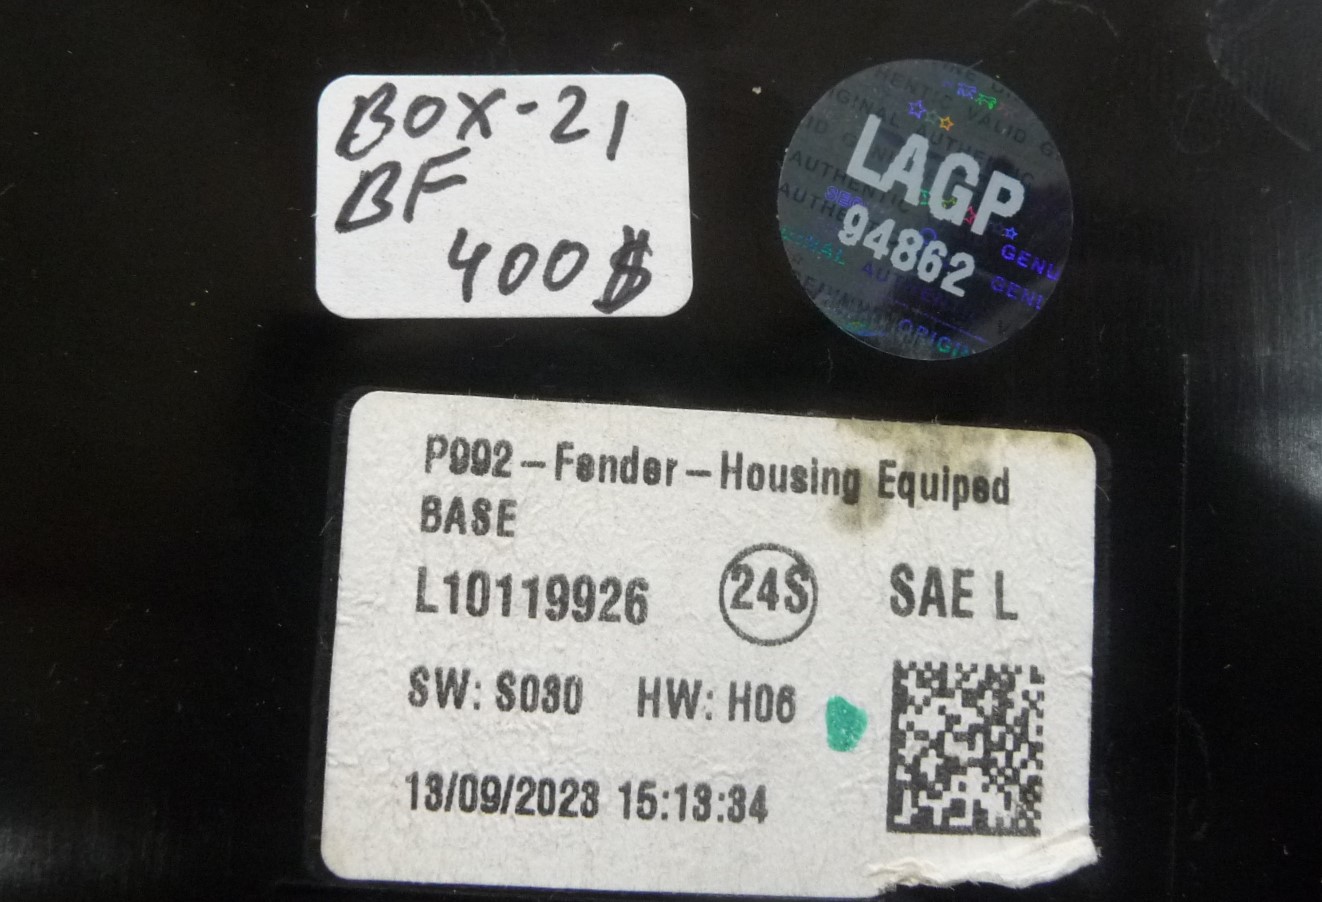 BOX-21
BF
400$
LAGP
94862
P992-Fender-Housing Equiped
BASE
L10119926
24S
SAE L
SW: S030 HW: H06
13/09/2023 15:13:34